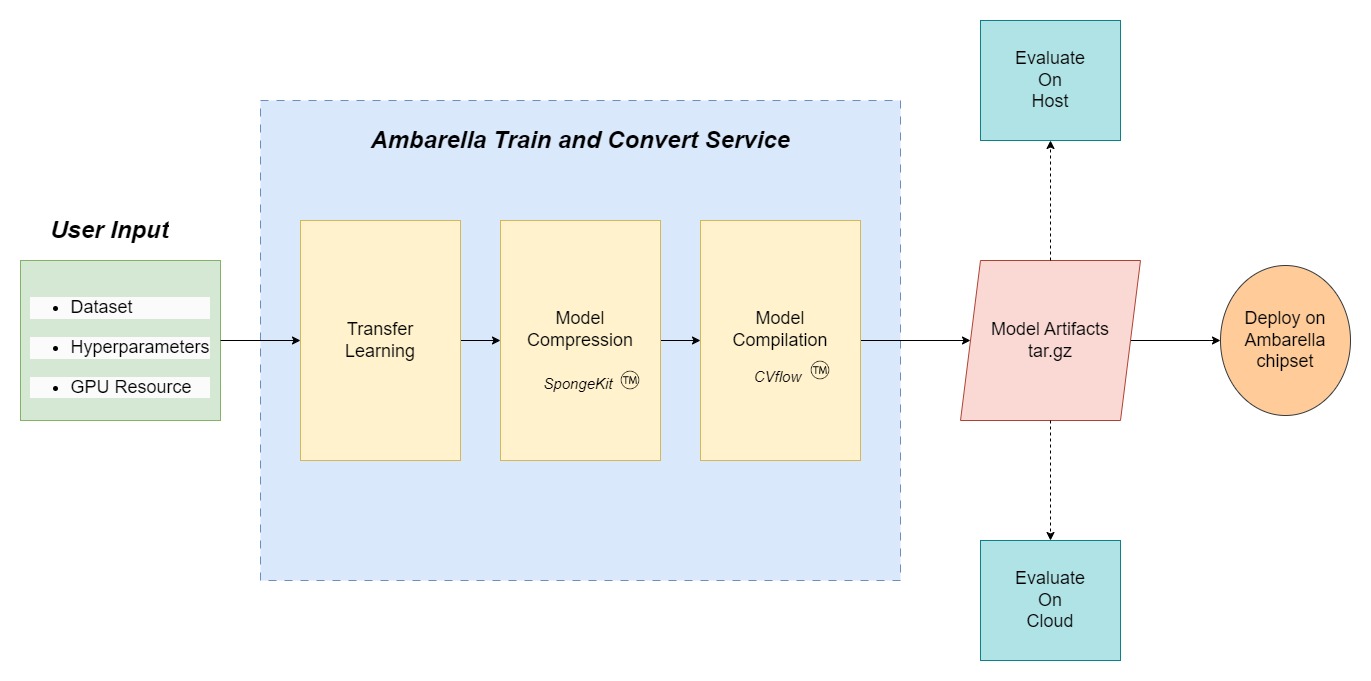 Evaluate
On
Host
Ambarella Train and Convert Service
User Input
• Dataset
• Hyperparameters
• GPU Resource
Transfer
Learning
Model
Compression
SpongeKit ™
Model
Compilation
CVflow ™
Model Artifacts
tar.gz
Deploy on
Ambarella
chipset
Evaluate
On
Cloud